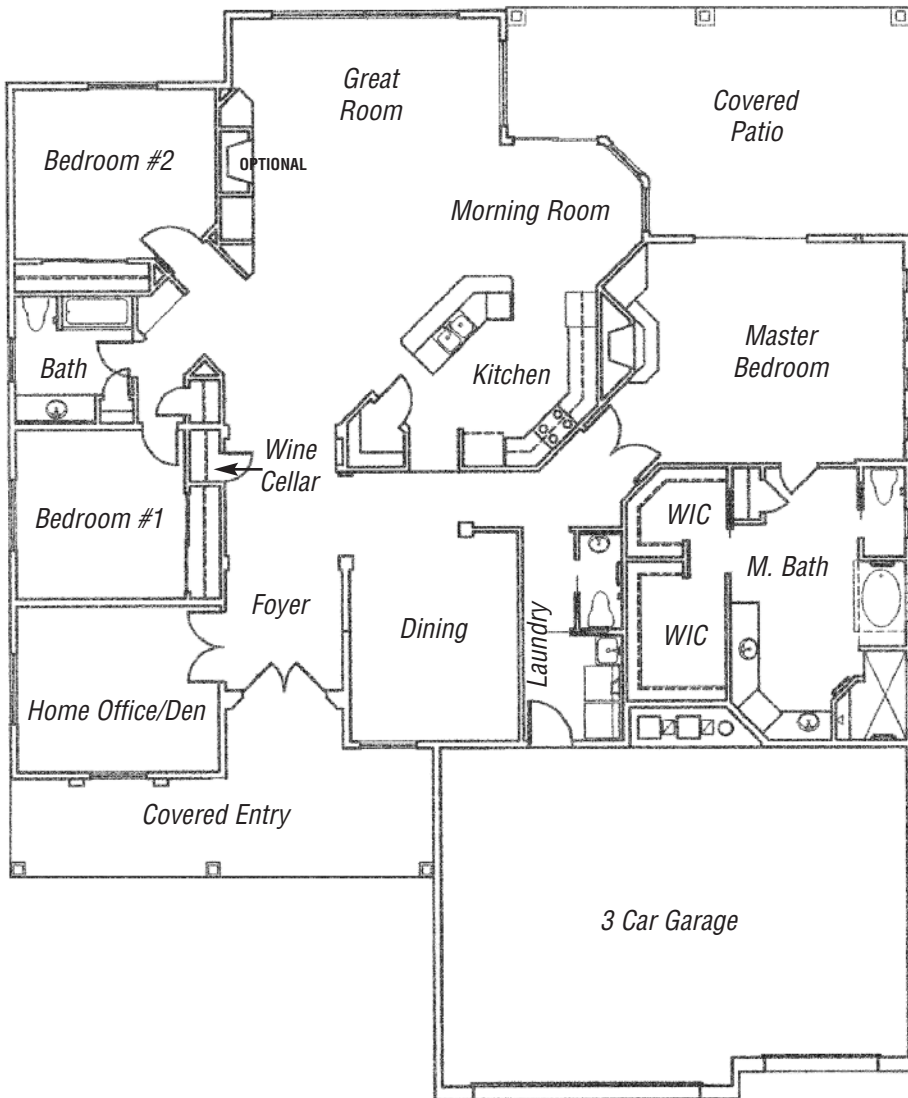 Great
Room
Covered
Patio
Bedroom #2
OPTIONAL
Morning Room
Master
Bedroom
Bath
Kitchen
Wine
Cellar
Bedroom #1
WIC
M. Bath
Foyer
Dining
Laundry
WIC
Home Office/Den
Covered Entry
3 Car Garage